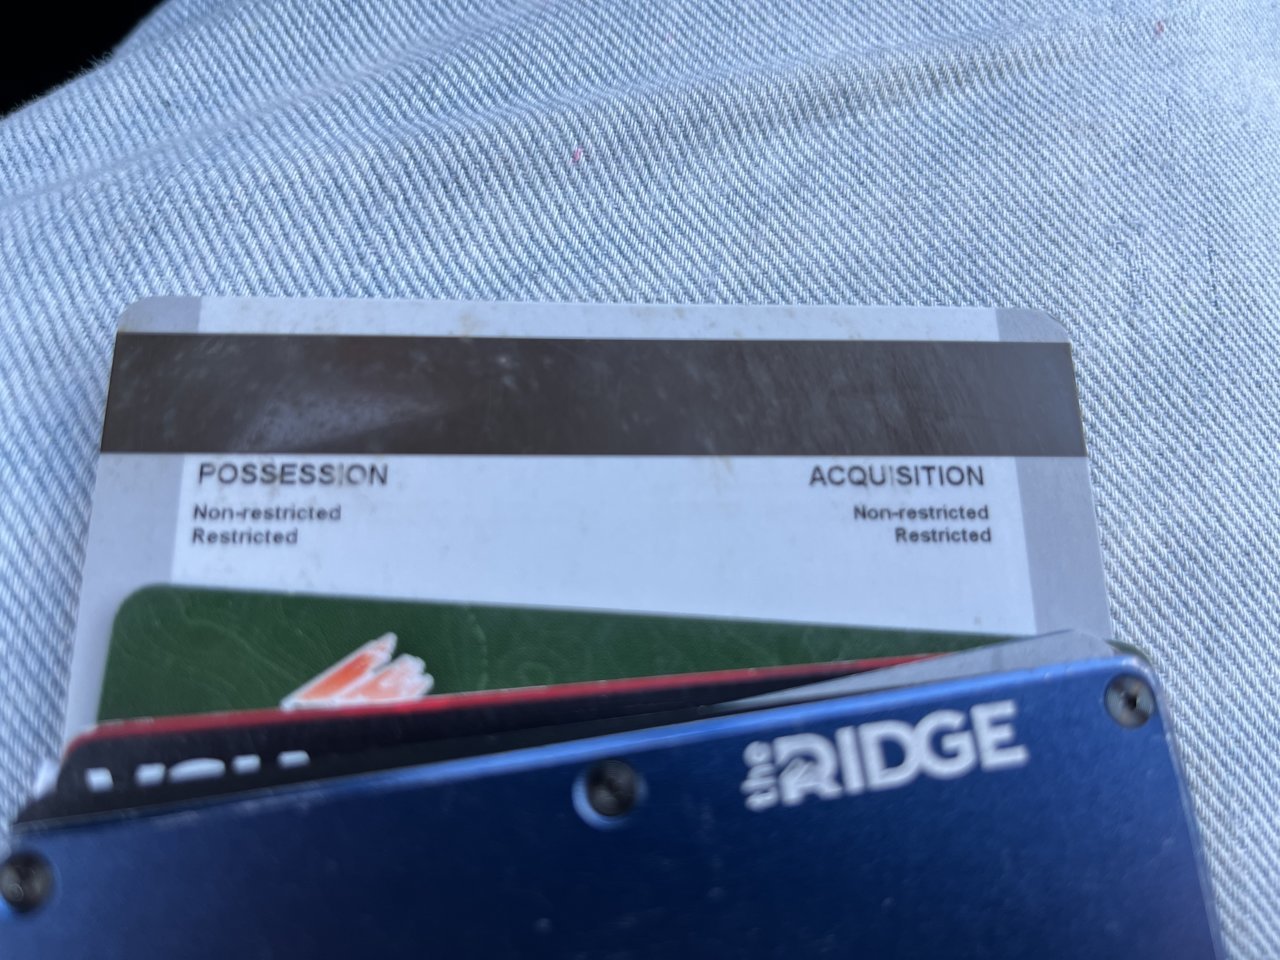 POSSESSION
Non-restricted
Restricted
ACQUISITION
Non-restricted
Restricted
the RIDGE